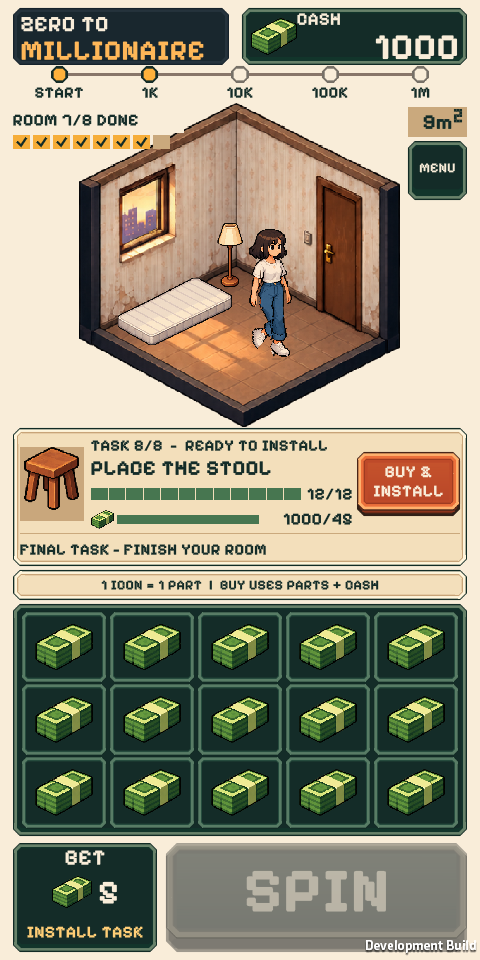 ZERO TO
MILLIONAIRE
CASH
1000
START
1K
10K
100K
1M
ROOM 7/8 DONE
9m²
MENU
TASK 8/8 - READY TO INSTALL
PLACE THE STOOL
12/12
1000/48
BUY &
INSTALL
FINAL TASK - FINISH YOUR ROOM
1 ICON = 1 PART | BUY USES PARTS + CASH
BET
8
INSTALL TASK
SPIN
Development Build